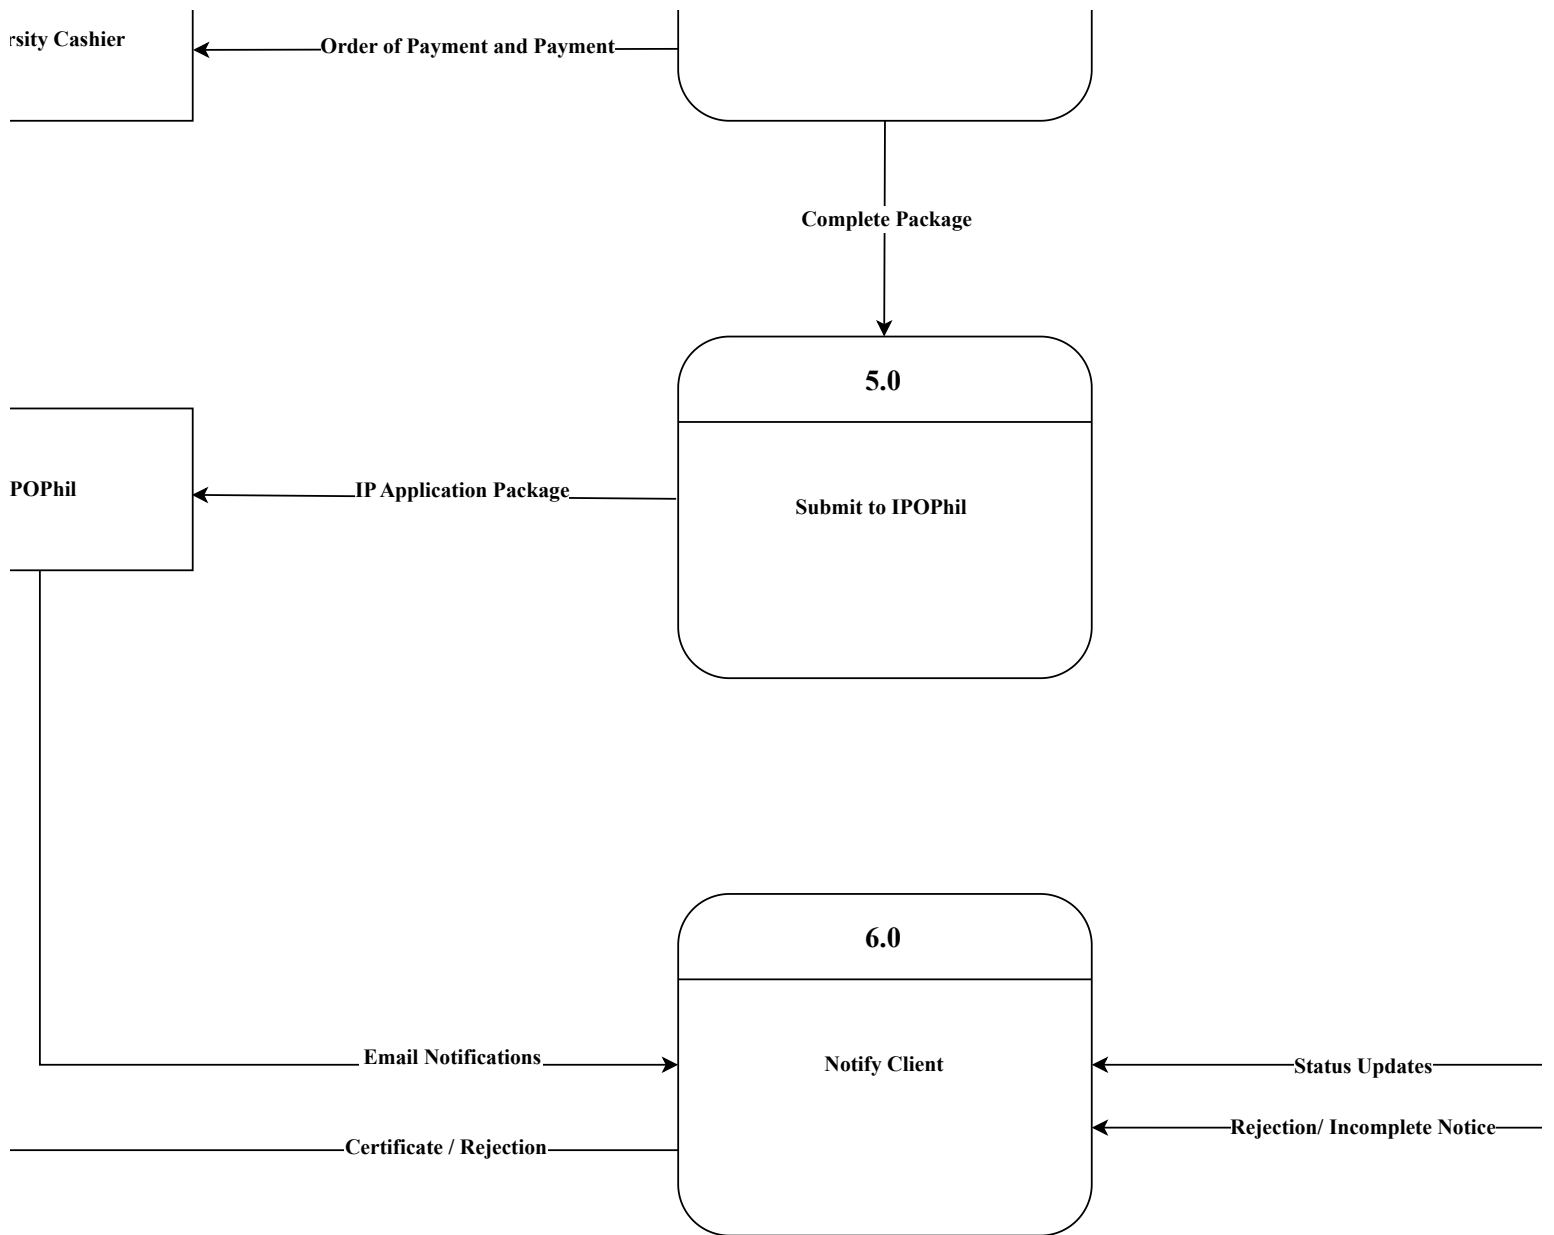 rsity Cashier
Order of Payment and Payment
Complete Package
5.0
POPhil
IP Application Package
Submit to IPOPhil
6.0
Email Notifications
Notify Client
Status Updates
Certificate / Rejection
Rejection/ Incomplete Notice